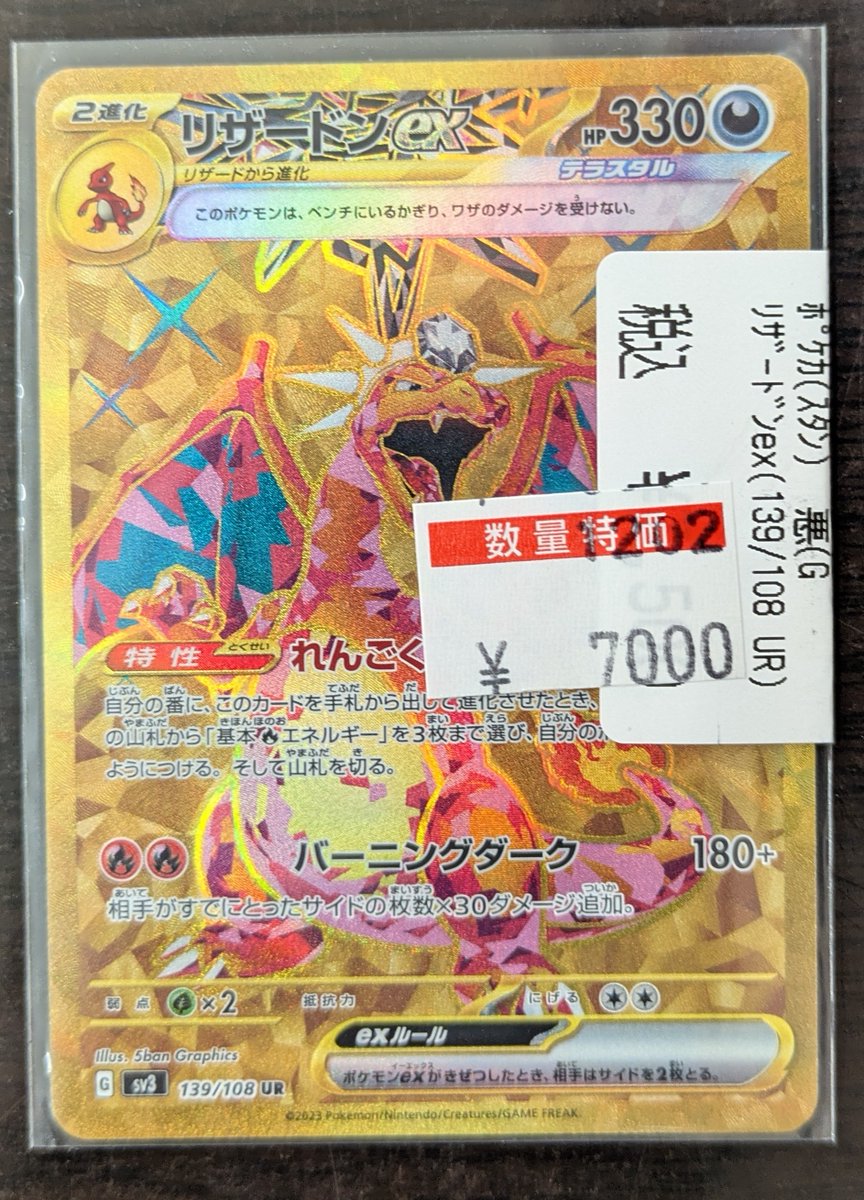 2進化
リザードンex
HP330
リザードから進化
テラスタル
このポケモンは、ベンチにいるかぎり、ワザのダメージを受けない。
ポケカ(スタン) 悪(G
リザードンex(139/108 UR)
税込 ¥
数量特価
1202
¥ 7000
特性
れんごく
自分の番に、このカードを手札から出して進化させたとき、
の山札から「基本エネルギー」を3枚まで選び、自分のポ
ようにつける。そして山札を切る。
バーニングダーク 180+
相手がすでにとったサイドの枚数×30ダメージ追加。
弱点 ×2 抵抗力 にげる
exルール
ポケモンexがきぜつしたとき、相手はサイドを2枚とる。
Illus. 5ban Graphics
G sv3 139/108 UR
©2023 Pokémon/Nintendo/Creatures/GAME FREAK.